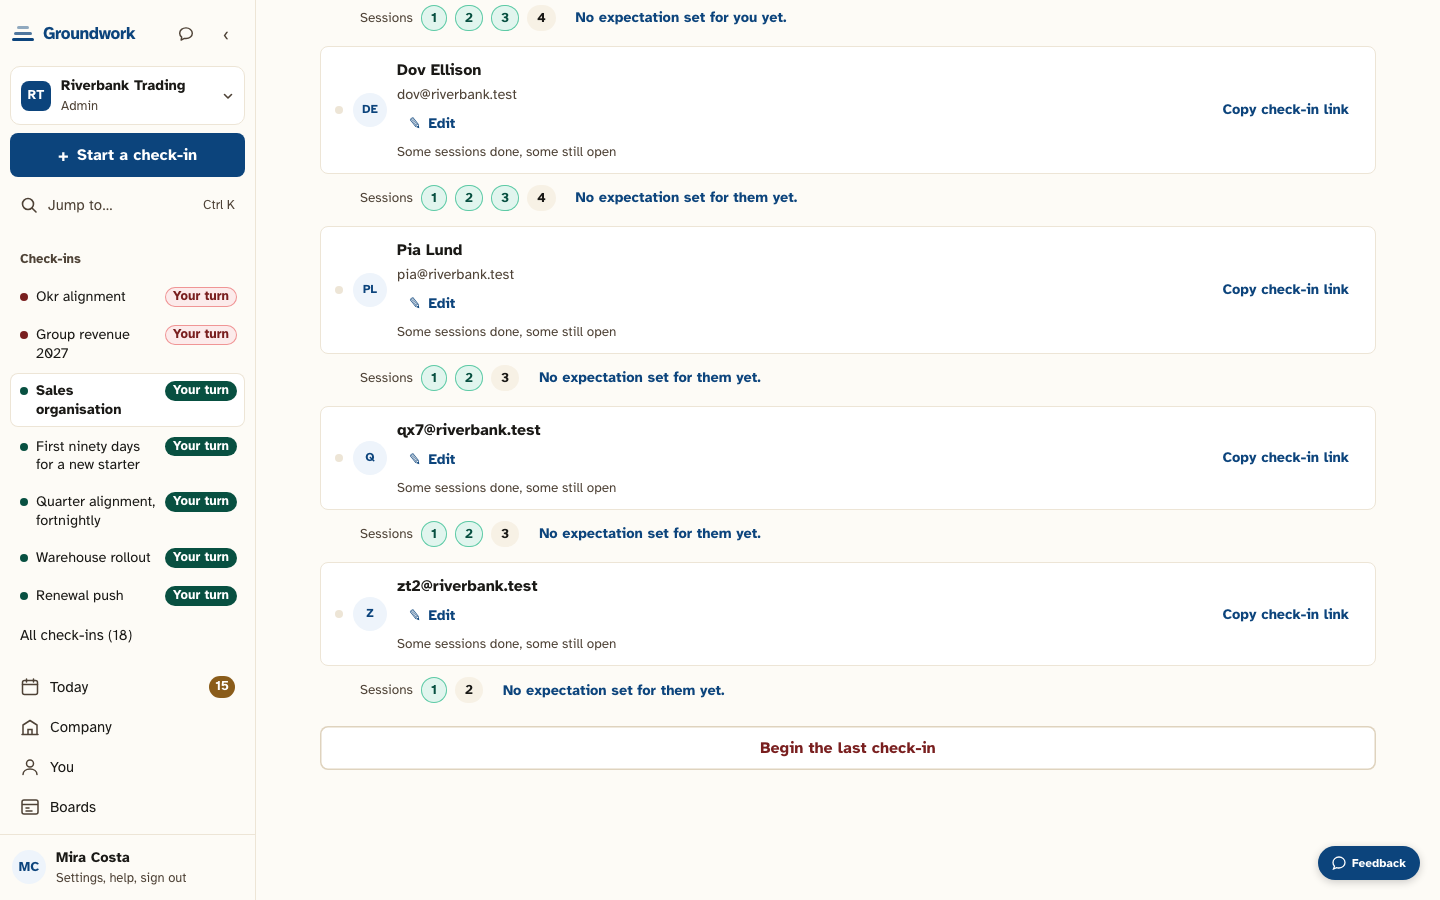 Groundwork
RT
Riverbank Trading
Admin
+ Start a check-in
Jump to...
Ctrl K
Check-ins
Okr alignment
Your turn
Group revenue
2027
Your turn
Sales
organisation
Your turn
First ninety days
for a new starter
Your turn
Quarter alignment,
fortnightly
Your turn
Warehouse rollout
Your turn
Renewal push
Your turn
All check-ins (18)
Today
15
Company
You
Boards
MC
Mira Costa
Settings, help, sign out
Sessions 1 2 3 4 No expectation set for you yet.
DE
Dov Ellison
dov@riverbank.test
Edit
Some sessions done, some still open
Copy check-in link
Sessions 1 2 3 4 No expectation set for them yet.
PL
Pia Lund
pia@riverbank.test
Edit
Some sessions done, some still open
Copy check-in link
Sessions 1 2 3 No expectation set for them yet.
Q
qx7@riverbank.test
Edit
Some sessions done, some still open
Copy check-in link
Sessions 1 2 3 No expectation set for them yet.
Z
zt2@riverbank.test
Edit
Some sessions done, some still open
Copy check-in link
Sessions 1 2 No expectation set for them yet.
Begin the last check-in
Feedback